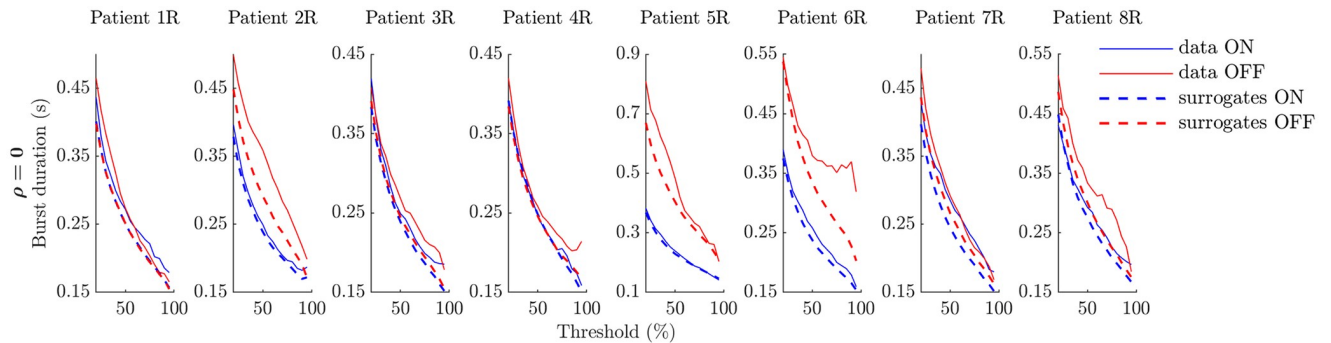 Patient 1R Patient 2R Patient 3R Patient 4R Patient 5R Patient 6R Patient 7R Patient 8R
data ON
data OFF
surrogates ON
surrogates OFF
ρ = 0
Burst duration (s)
0.45 0.35 0.25 0.15
0.45 0.35 0.25 0.15
0.45 0.35 0.25 0.15
0.45 0.35 0.25 0.15
0.9 0.7 0.5 0.3 0.1
0.55 0.45 0.35 0.25 0.15
0.45 0.35 0.25 0.15
0.55 0.45 0.35 0.25 0.15
50 100 50 100 50 100 50 100 50 100 50 100 50 100 50 100
Threshold (%)